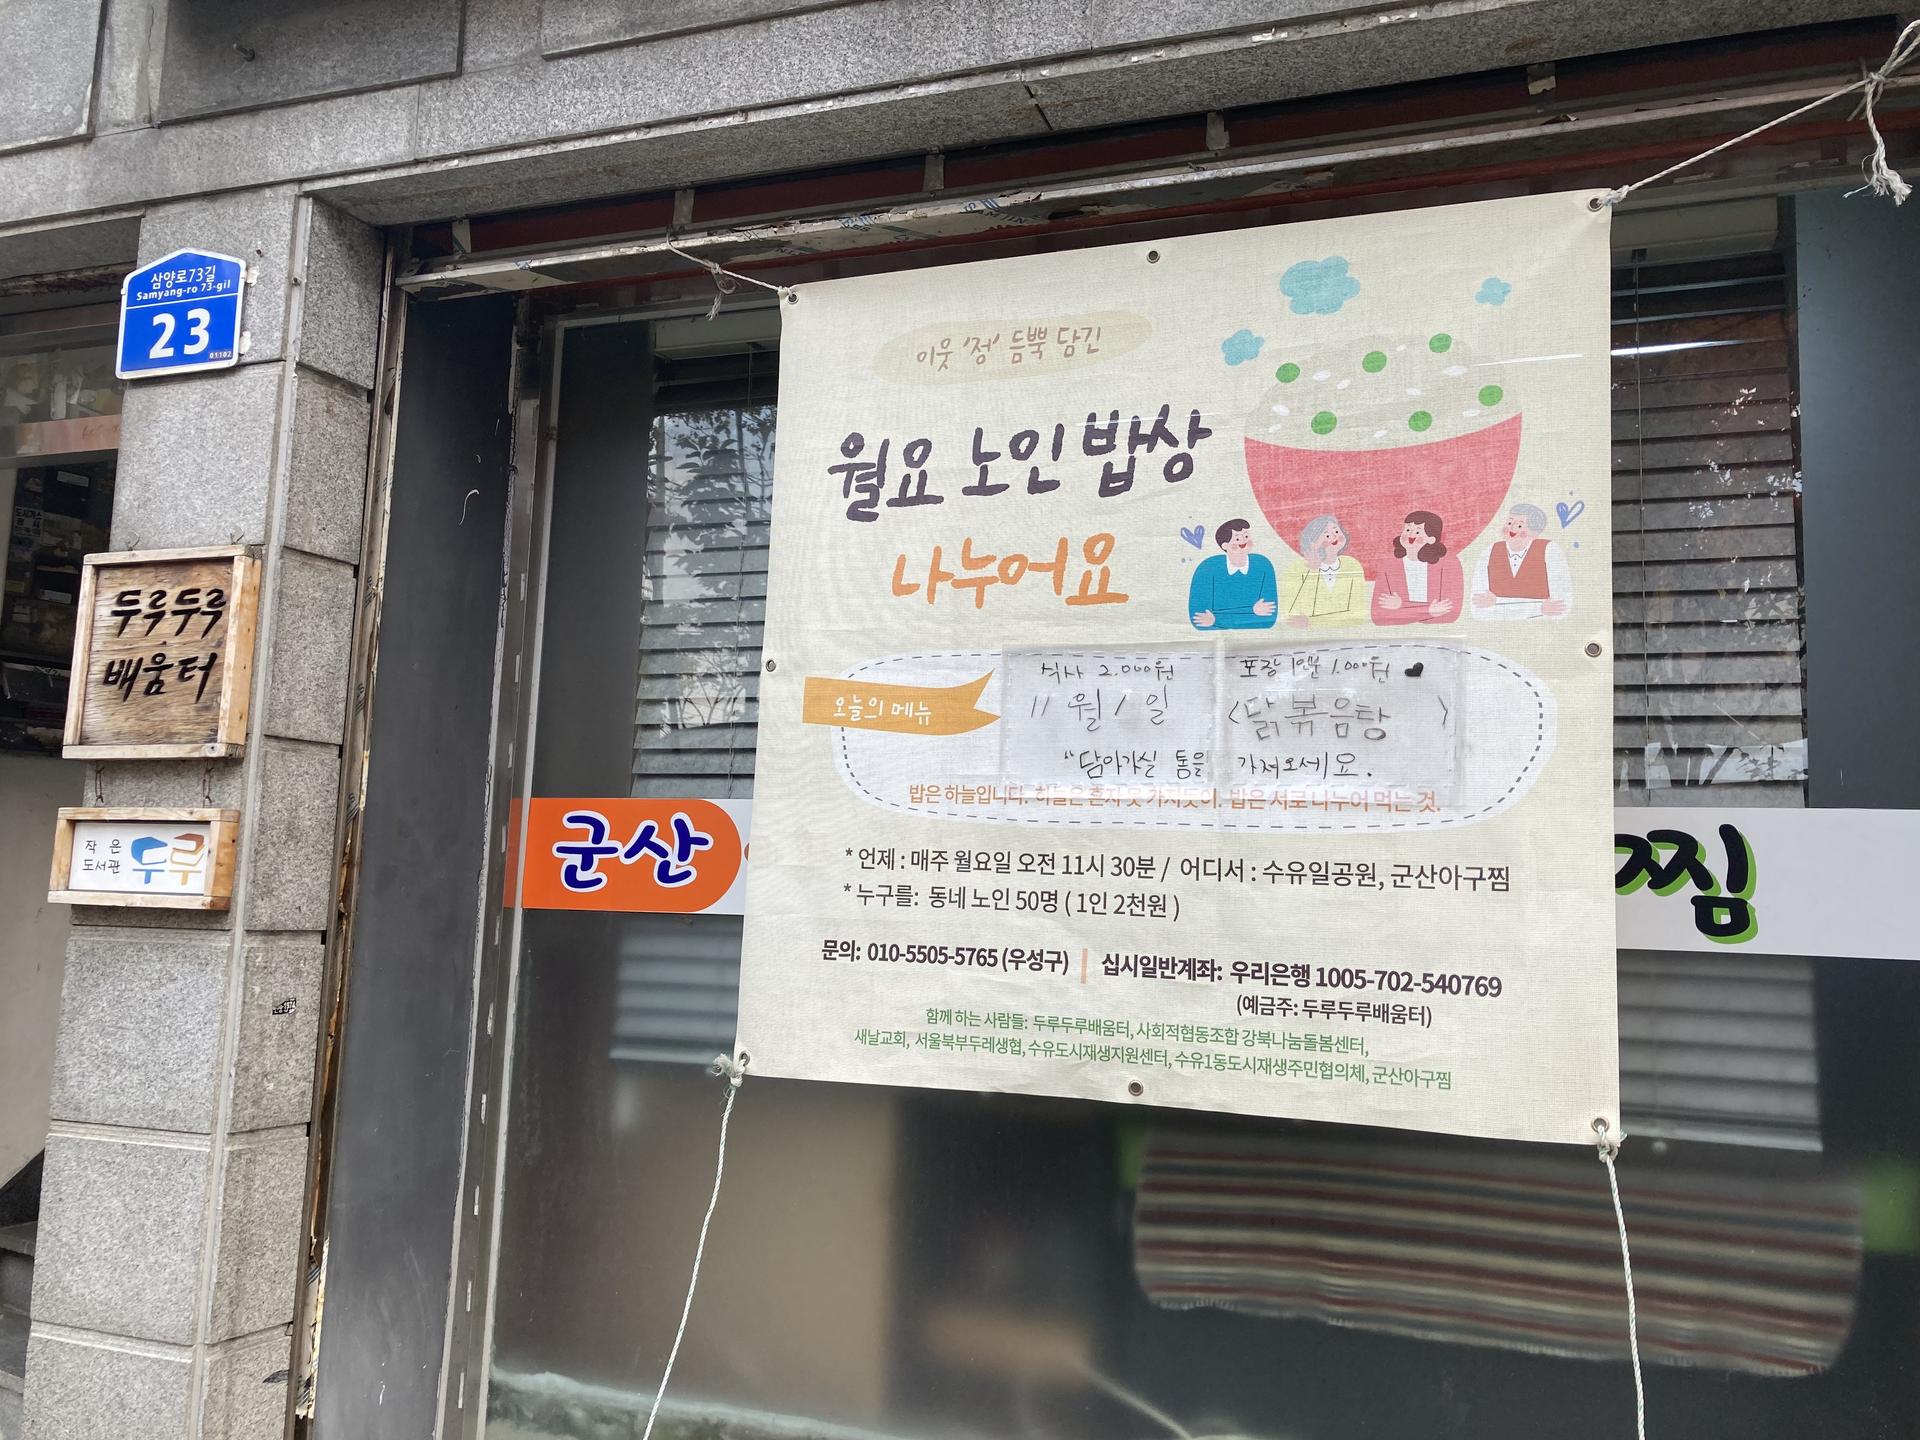 삼양로73길
Samyang-ro 73-gil
23
01102
두루두루
배움터
작은
도서관
두루
군산
찜
이웃 '정' 듬뿍 담긴
월요 노인 밥상
나누어요
오늘의 메뉴
식사 2.000원 포장 1인분 1.000원 ♥
11월 1일 <닭볶음탕>
"담아가실 통을 가져오세요.
밥은 하늘입니다. 하늘은 혼자 못 가지듯이. 밥은 서로 나누어 먹는 것.
* 언제 : 매주 월요일 오전 11시 30분 / 어디서 : 수유일공원, 군산아구찜
* 누구를: 동네 노인 50명 ( 1인 2천원 )
문의: 010-5505-5765 (우성구) | 십시일반계좌: 우리은행 1005-702-540769
(예금주: 두루두루배움터)
함께 하는 사람들: 두루두루배움터, 사회적협동조합 강북나눔돌봄센터,
새날교회, 서울북부두레생협, 수유도시재생지원센터, 수유1동도시재생주민협의체, 군산아구찜